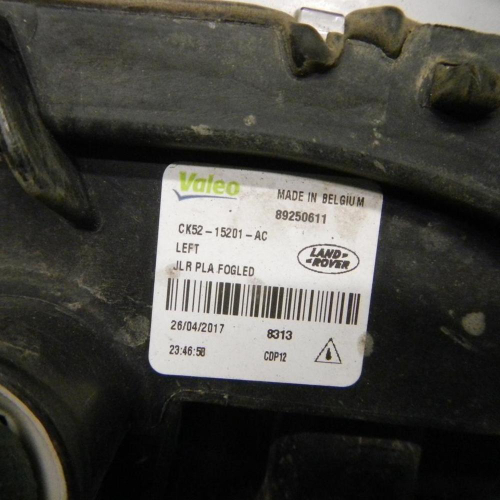 Valeo
MADE IN BELGIUM
89250611
CK52-15201-AC
LEFT
LAND ROVER
JLR PLA FOGLED
26/04/2017 8313
23:46:58 COP12